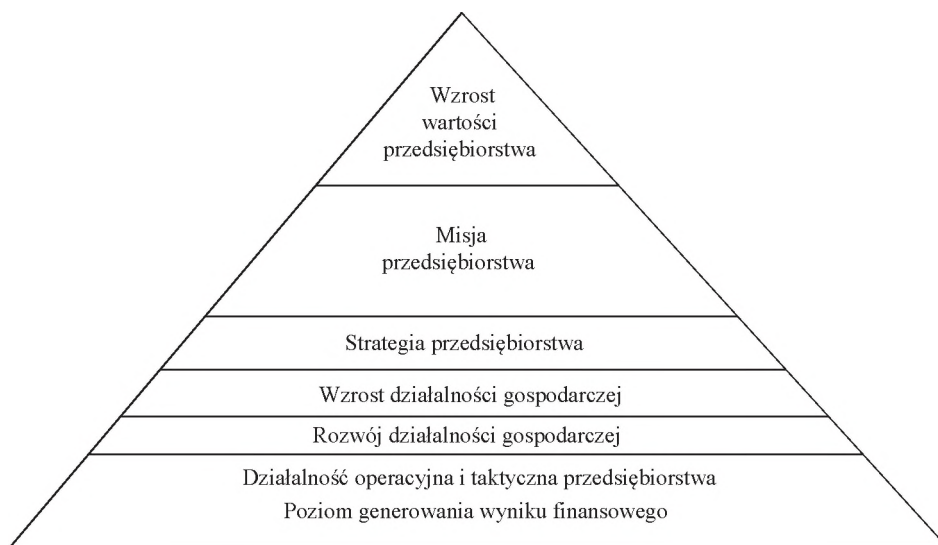 Wzrost
wartości
przedsiębiorstwa
Misja
przedsiębiorstwa
Strategia przedsiębiorstwa
Wzrost działalności gospodarczej
Rozwój działalności gospodarczej
Działalność operacyjna i taktyczna przedsiębiorstwa
Poziom generowania wyniku finansowego